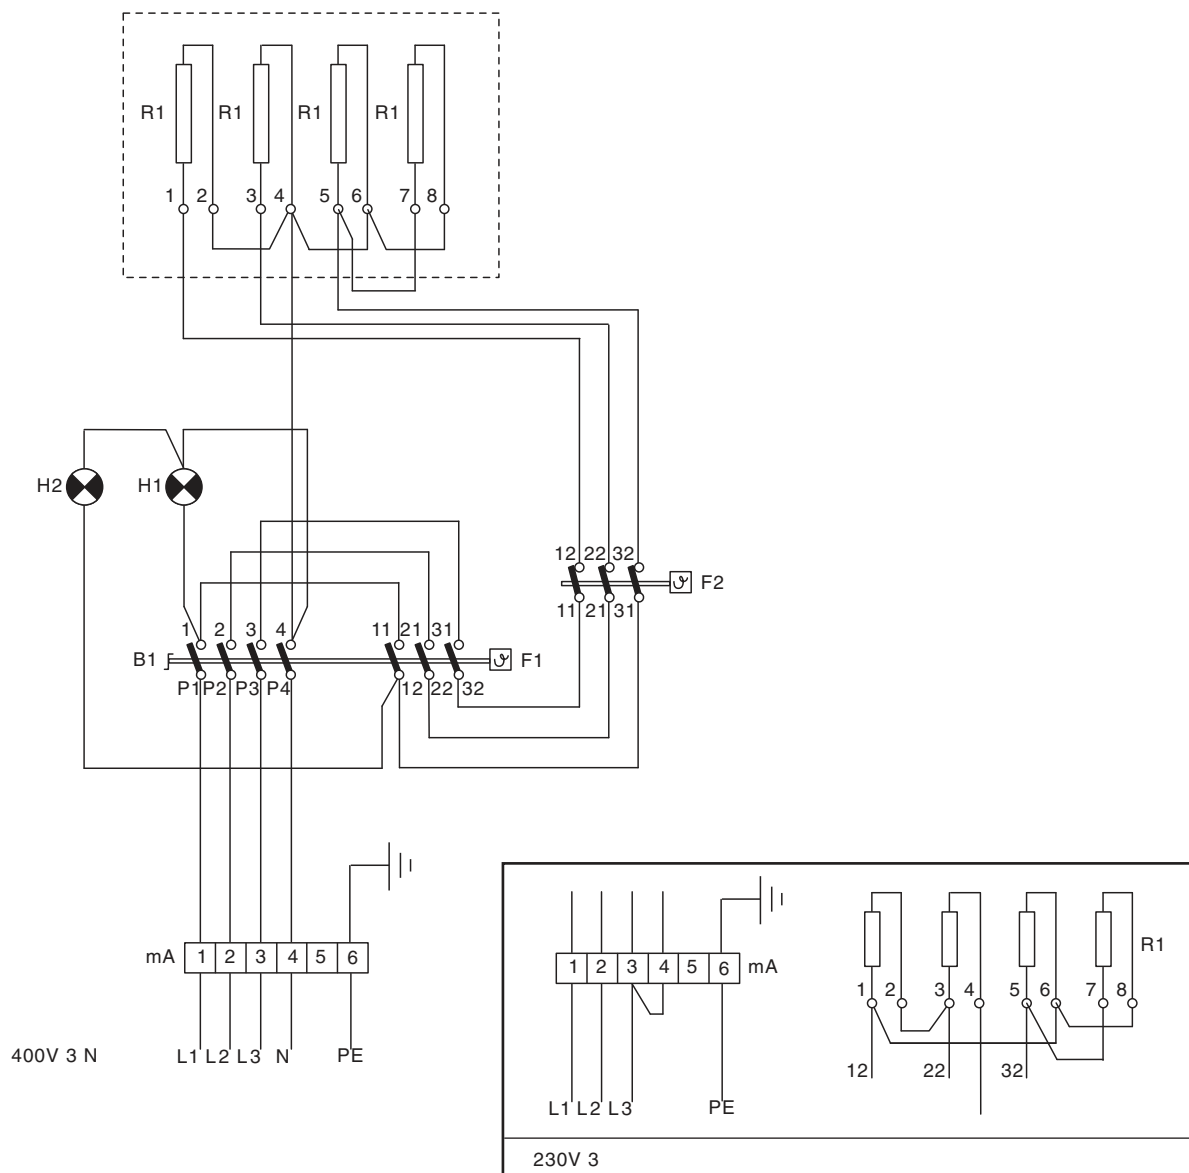 R1 R1 R1 R1
1 2 3 4 5 6 7 8
H2 H1
12 22 32
F2
11 21 31
1 2 3 4 11 21 31
B1 F1
P1 P2 P3 P4 12 22 32
mA 1 2 3 4 5 6
400V 3 N L1 L2 L3 N PE
R1
1 2 3 4 5 6 mA
1 2 3 4 5 6 7 8
12 22 32
L1 L2 L3 PE
230V 3